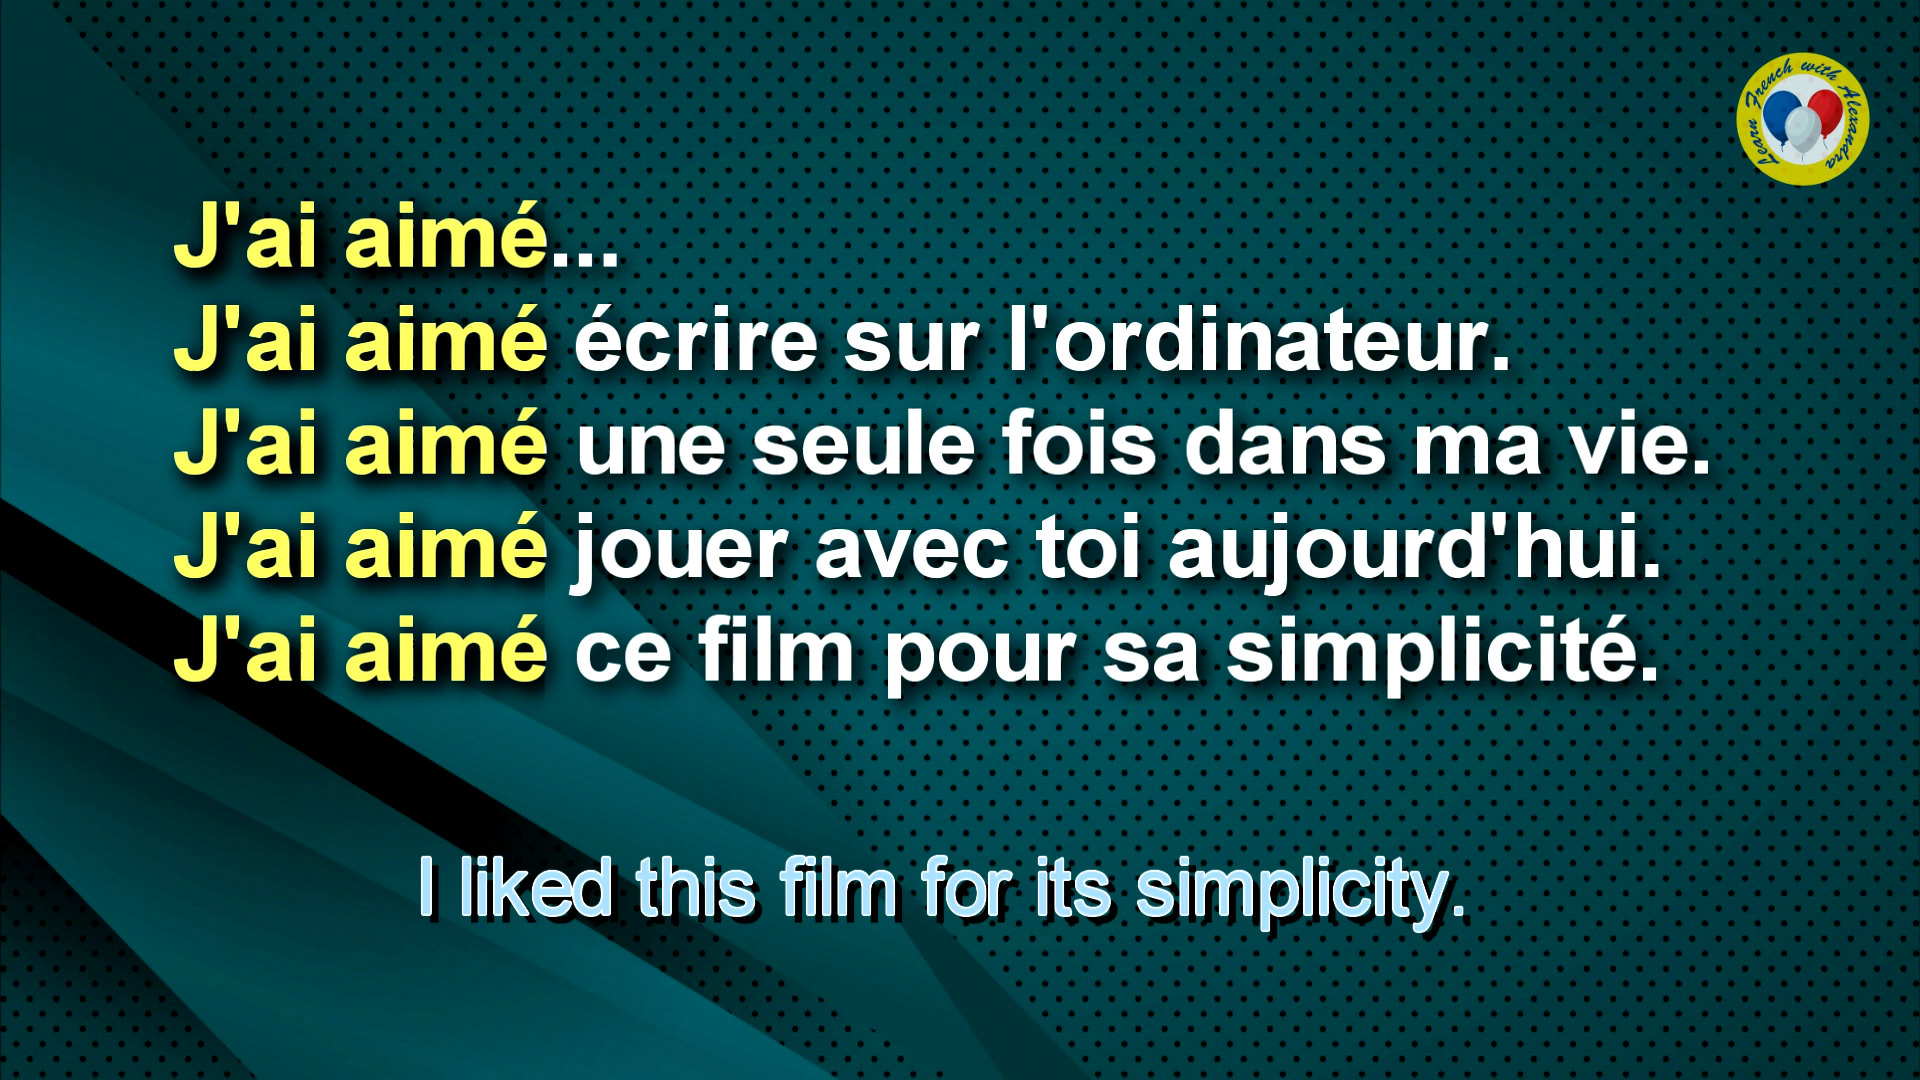 Learn French with Alexandra
J'ai aimé...
J'ai aimé écrire sur l'ordinateur.
J'ai aimé une seule fois dans ma vie.
J'ai aimé jouer avec toi aujourd'hui.
J'ai aimé ce film pour sa simplicité.
I liked this film for its simplicity.